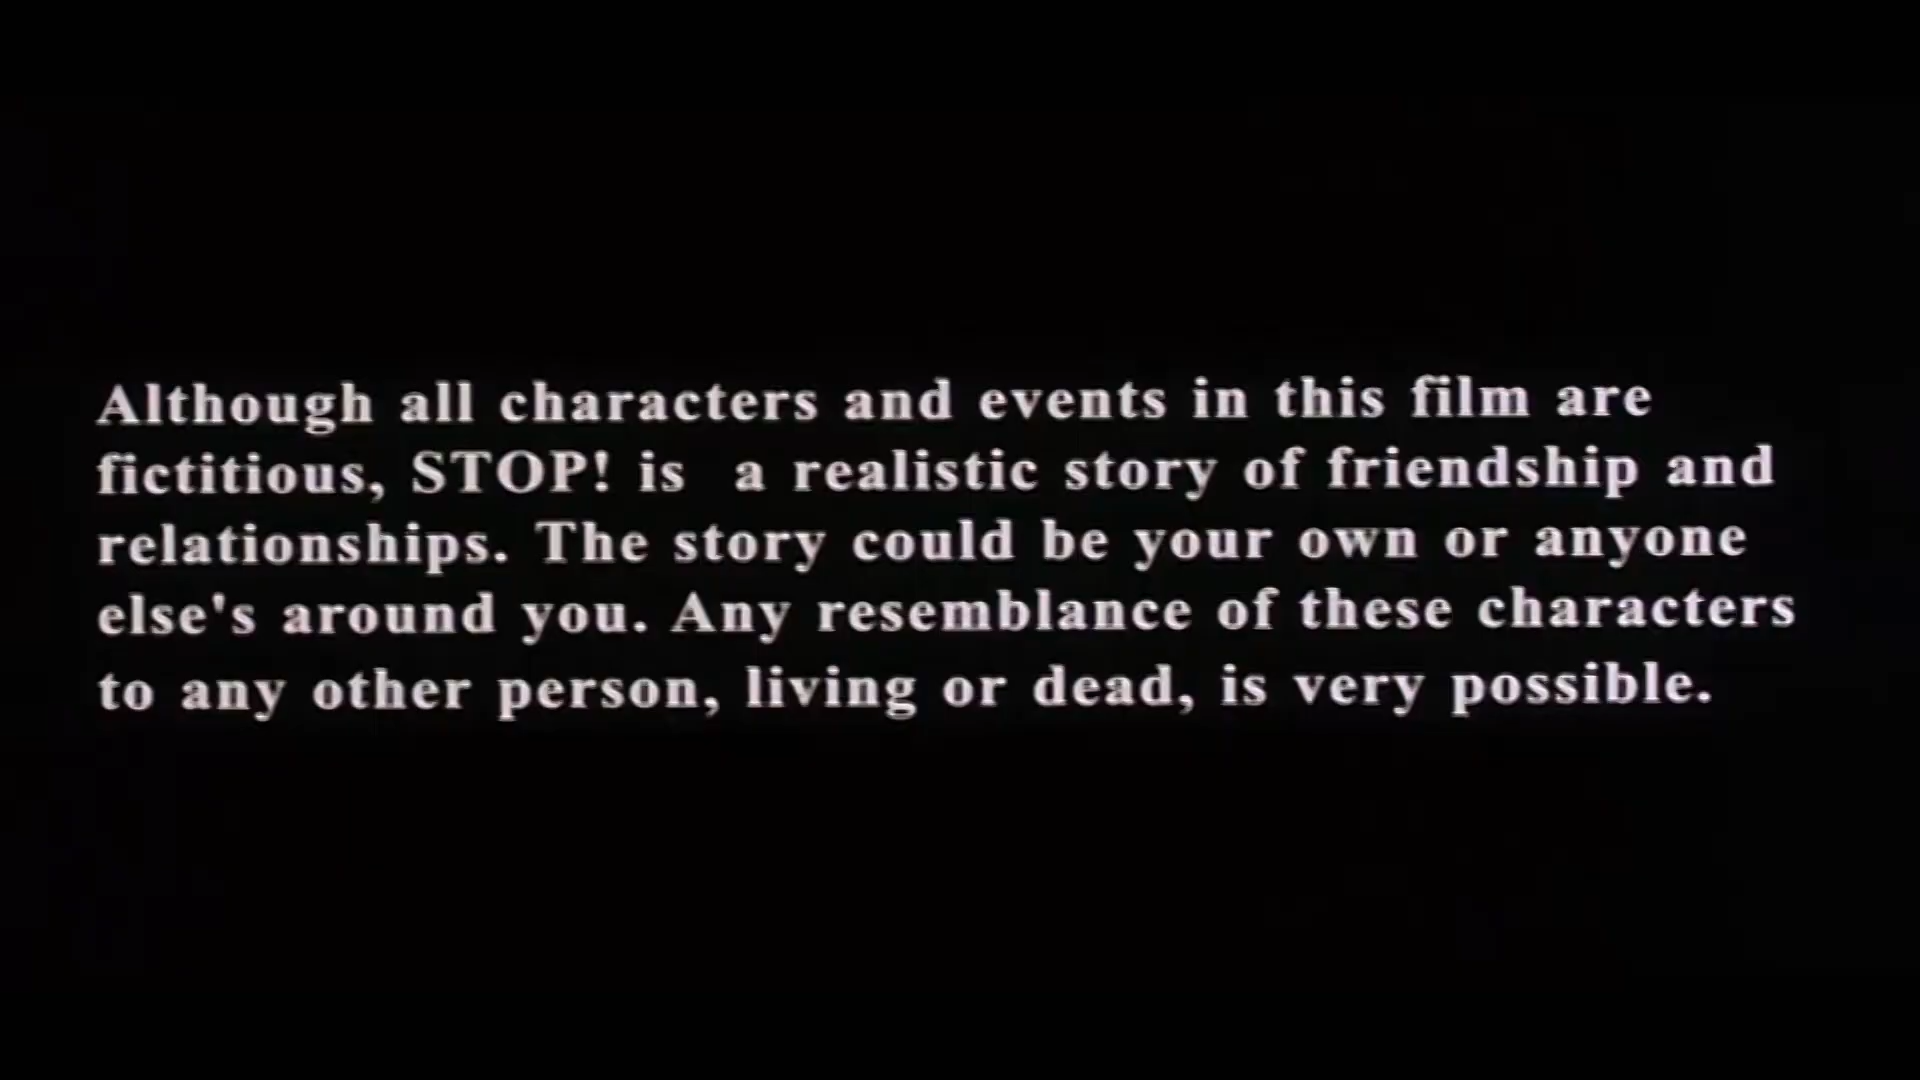 Although all characters and events in this film are
fictitious, STOP! is  a realistic story of friendship and
relationships. The story could be your own or anyone
else's around you. Any resemblance of these characters
to any other person, living or dead, is very possible.